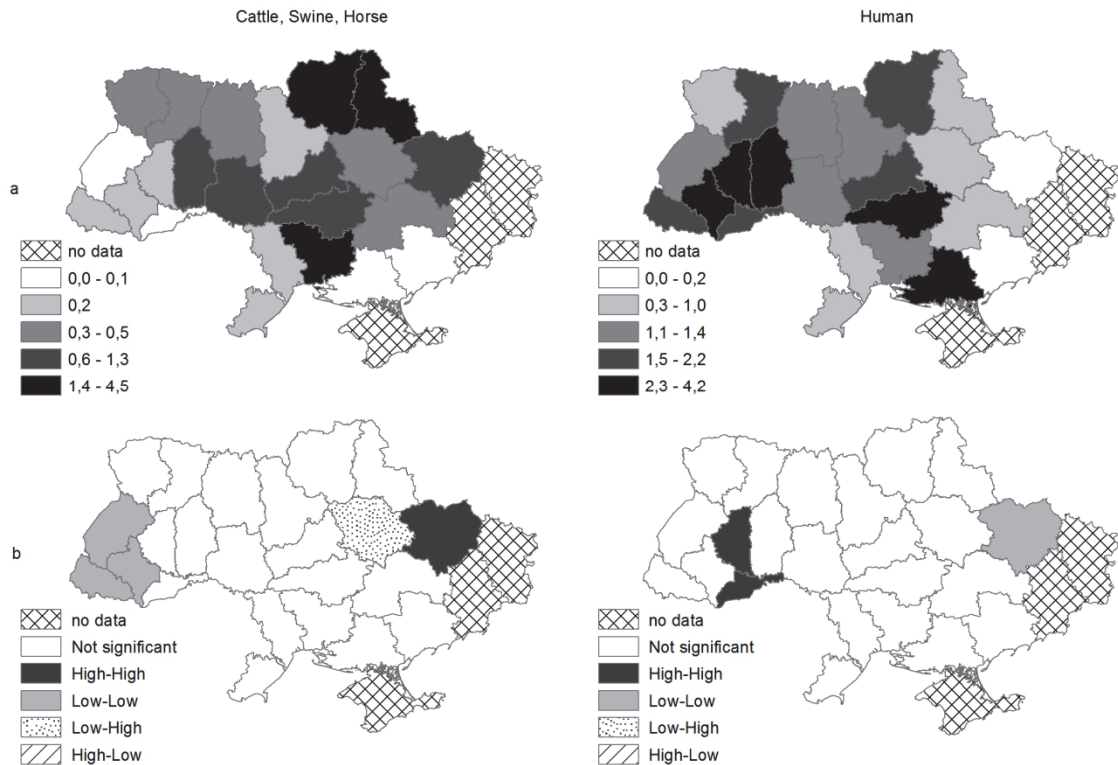 Cattle, Swine, Horse
Human
a
no data
0,0 - 0,1
0,2
0,3 - 0,5
0,6 - 1,3
1,4 - 4,5
no data
0,0 - 0,2
0,3 - 1,0
1,1 - 1,4
1,5 - 2,2
2,3 - 4,2
b
no data
Not significant
High-High
Low-Low
Low-High
High-Low
no data
Not significant
High-High
Low-Low
Low-High
High-Low